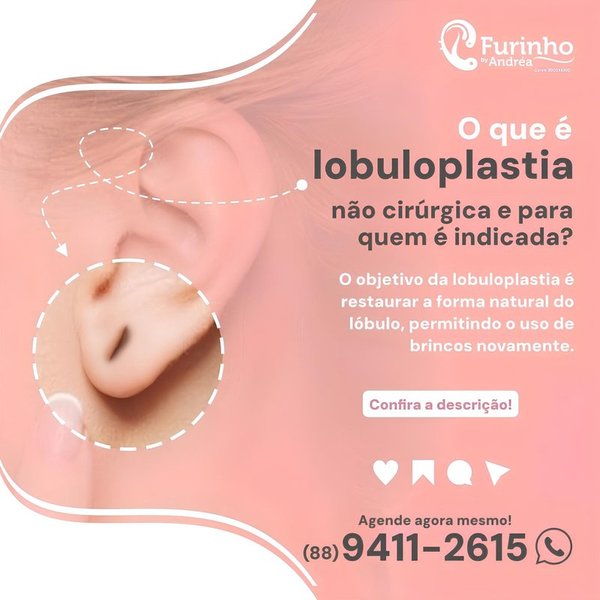 Furinho
by Andréa
O que é
lobuloplastia
não cirúrgica e para
quem é indicada?
O objetivo da lobuloplastia é
restaurar a forma natural do
lóbulo, permitindo o uso de
brincos novamente.
Confira a descrição!
Agende agora mesmo!
(88) 9411-2615